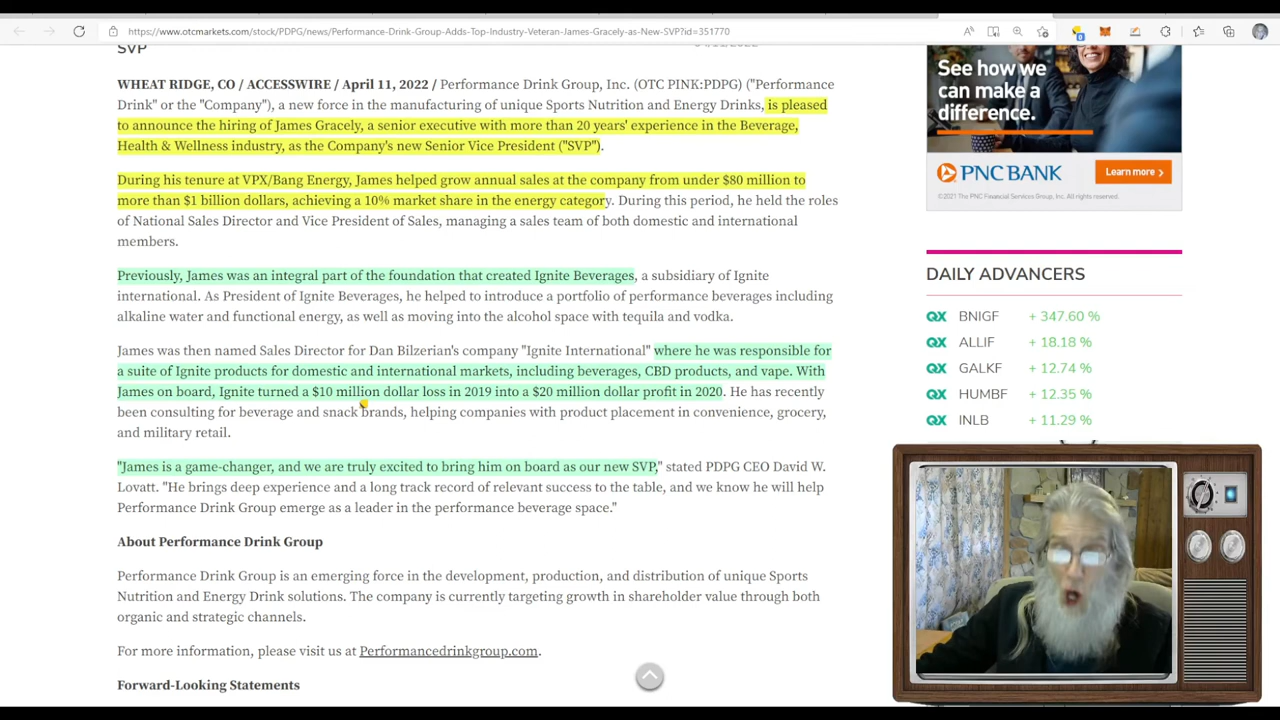 https://www.otcmarkets.com/stock/PDPG/news/Performance-Drink-Group-Adds-Top-Industry-Veteran-James-Gracely-as-New-SVP?id=351770
SVP
WHEAT RIDGE, CO / ACCESSWIRE / April 11, 2022 / Performance Drink Group, Inc. (OTC PINK:PDPG) ("Performance
Drink" or the "Company"), a new force in the manufacturing of unique Sports Nutrition and Energy Drinks, is pleased
to announce the hiring of James Gracely, a senior executive with more than 20 years' experience in the Beverage,
Health & Wellness industry, as the Company's new Senior Vice President ("SVP").
During his tenure at VPX/Bang Energy, James helped grow annual sales at the company from under $80 million to
more than $1 billion dollars, achieving a 10% market share in the energy category. During this period, he held the roles
of National Sales Director and Vice President of Sales, managing a sales team of both domestic and international
members.
Previously, James was an integral part of the foundation that created Ignite Beverages, a subsidiary of Ignite
international. As President of Ignite Beverages, he helped to introduce a portfolio of performance beverages including
alkaline water and functional energy, as well as moving into the alcohol space with tequila and vodka.
James was then named Sales Director for Dan Bilzerian's company "Ignite International" where he was responsible for
a suite of Ignite products for domestic and international markets, including beverages, CBD products, and vape. With
James on board, Ignite turned a $10 million dollar loss in 2019 into a $20 million dollar profit in 2020. He has recently
been consulting for beverage and snack brands, helping companies with product placement in convenience, grocery,
and military retail.
"James is a game-changer, and we are truly excited to bring him on board as our new SVP," stated PDPG CEO David W.
Lovatt. "He brings deep experience and a long track record of relevant success to the table, and we know he will help
Performance Drink Group emerge as a leader in the performance beverage space."
About Performance Drink Group
Performance Drink Group is an emerging force in the development, production, and distribution of unique Sports
Nutrition and Energy Drink solutions. The company is currently targeting growth in shareholder value through both
organic and strategic channels.
For more information, please visit us at Performancedrinkgroup.com.
Forward-Looking Statements
See how we
can make a
difference.
PNC BANK
Learn more
©2021 The PNC Financial Services Group, Inc. All rights reserved.
DAILY ADVANCERS
QX BNIGF + 347.60 %
QX ALLIF + 18.18 %
QX GALKF + 12.74 %
QX HUMBF + 12.35 %
QX INLB + 11.29 %